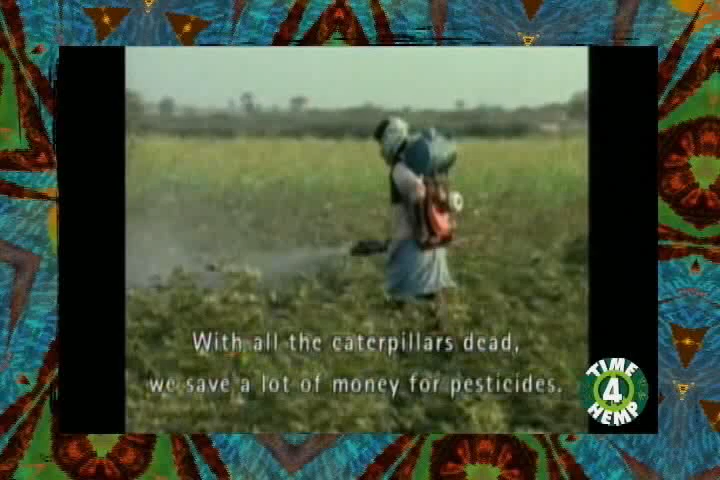 With all the caterpillars dead,
we save a lot of money for pesticides.
TIME
4
HEMP